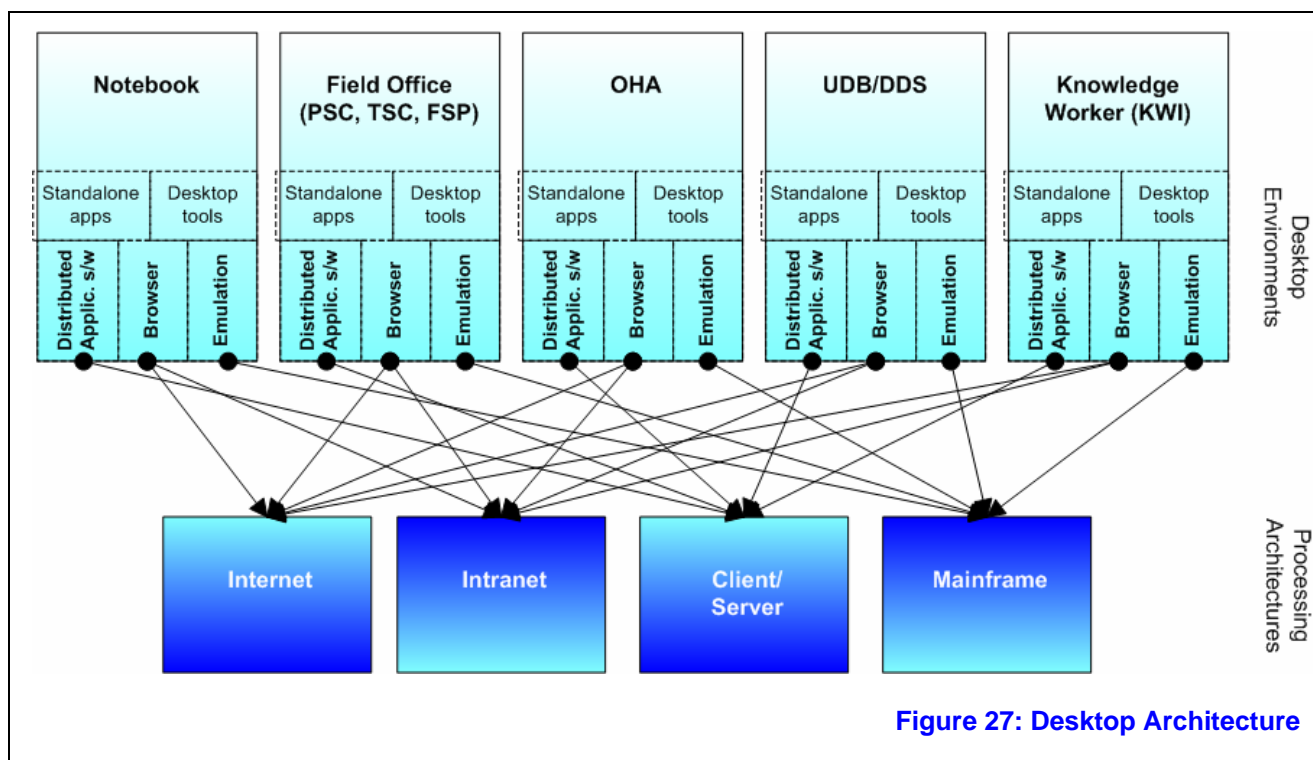 Notebook
Field Office
(PSC, TSC, FSP)
OHA
UDB/DDS
Knowledge
Worker (KWI)
Standalone
apps
Desktop
tools
Standalone
apps
Desktop
tools
Standalone
apps
Desktop
tools
Standalone
apps
Desktop
tools
Standalone
apps
Desktop
tools
Distributed
Applic. s/w
Browser
Emulation
Distributed
Applic. s/w
Browser
Emulation
Distributed
Applic. s/w
Browser
Emulation
Distributed
Applic. s/w
Browser
Emulation
Distributed
Applic. s/w
Browser
Emulation
Desktop
Environments
Internet
Intranet
Client/
Server
Mainframe
Processing
Architectures
Figure 27: Desktop Architecture